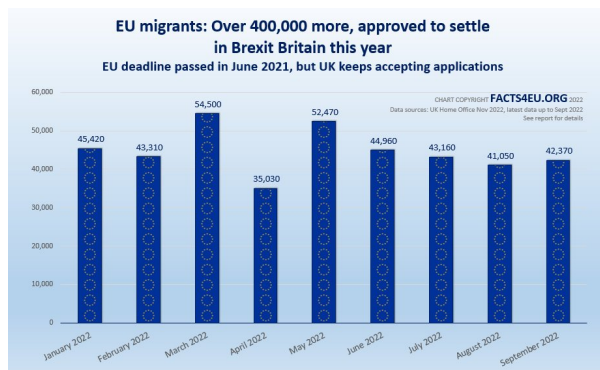 EU migrants: Over 400,000 more, approved to settle
in Brexit Britain this year
EU deadline passed in June 2021, but UK keeps accepting applications
60,000
CHART COPYRIGHT FACTS4EU.ORG 2022
Data sources: UK Home Office Nov 2022, latest data up to Sept 2022
See report for details
54,500
52,470
50,000
45,420
44,960
43,310
43,160
42,370
41,050
40,000
35,030
30,000
20,000
10,000
0
January 2022
February 2022
March 2022
April 2022
May 2022
June 2022
July 2022
August 2022
September 2022